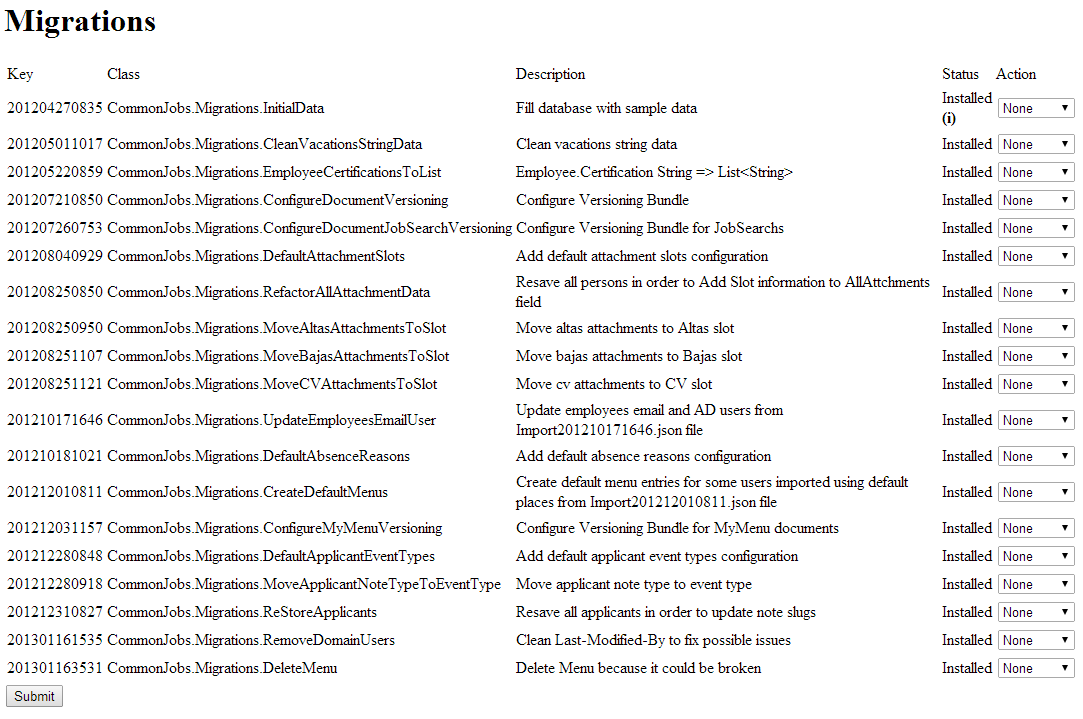 Migrations
Key Class Description Status Action
201204270835 CommonJobs.Migrations.InitialData Fill database with sample data Installed (i) None
201205011017 CommonJobs.Migrations.CleanVacationsStringData Clean vacations string data Installed None
201205220859 CommonJobs.Migrations.EmployeeCertificationsToList Employee.Certification String => List<String> Installed None
201207210850 CommonJobs.Migrations.ConfigureDocumentVersioning Configure Versioning Bundle Installed None
201207260753 CommonJobs.Migrations.ConfigureDocumentJobSearchVersioning Configure Versioning Bundle for JobSearchs Installed None
201208040929 CommonJobs.Migrations.DefaultAttachmentSlots Add default attachment slots configuration Installed None
201208250850 CommonJobs.Migrations.RefactorAllAttachmentData Resave all persons in order to Add Slot information to AllAttchments field Installed None
201208250950 CommonJobs.Migrations.MoveAltasAttachmentsToSlot Move altas attachments to Altas slot Installed None
201208251107 CommonJobs.Migrations.MoveBajasAttachmentsToSlot Move bajas attachments to Bajas slot Installed None
201208251121 CommonJobs.Migrations.MoveCVAttachmentsToSlot Move cv attachments to CV slot Installed None
201210171646 CommonJobs.Migrations.UpdateEmployeesEmailUser Update employees email and AD users from Import201210171646.json file Installed None
201210181021 CommonJobs.Migrations.DefaultAbsenceReasons Add default absence reasons configuration Installed None
201212010811 CommonJobs.Migrations.CreateDefaultMenus Create default menu entries for some users imported using default places from Import201212010811.json file Installed None
201212031157 CommonJobs.Migrations.ConfigureMyMenuVersioning Configure Versioning Bundle for MyMenu documents Installed None
201212280848 CommonJobs.Migrations.DefaultApplicantEventTypes Add default applicant event types configuration Installed None
201212280918 CommonJobs.Migrations.MoveApplicantNoteTypeToEventType Move applicant note type to event type Installed None
201212310827 CommonJobs.Migrations.ReStoreApplicants Resave all applicants in order to update note slugs Installed None
201301161535 CommonJobs.Migrations.RemoveDomainUsers Clean Last-Modified-By to fix possible issues Installed None
201301163531 CommonJobs.Migrations.DeleteMenu Delete Menu because it could be broken Installed None
Submit